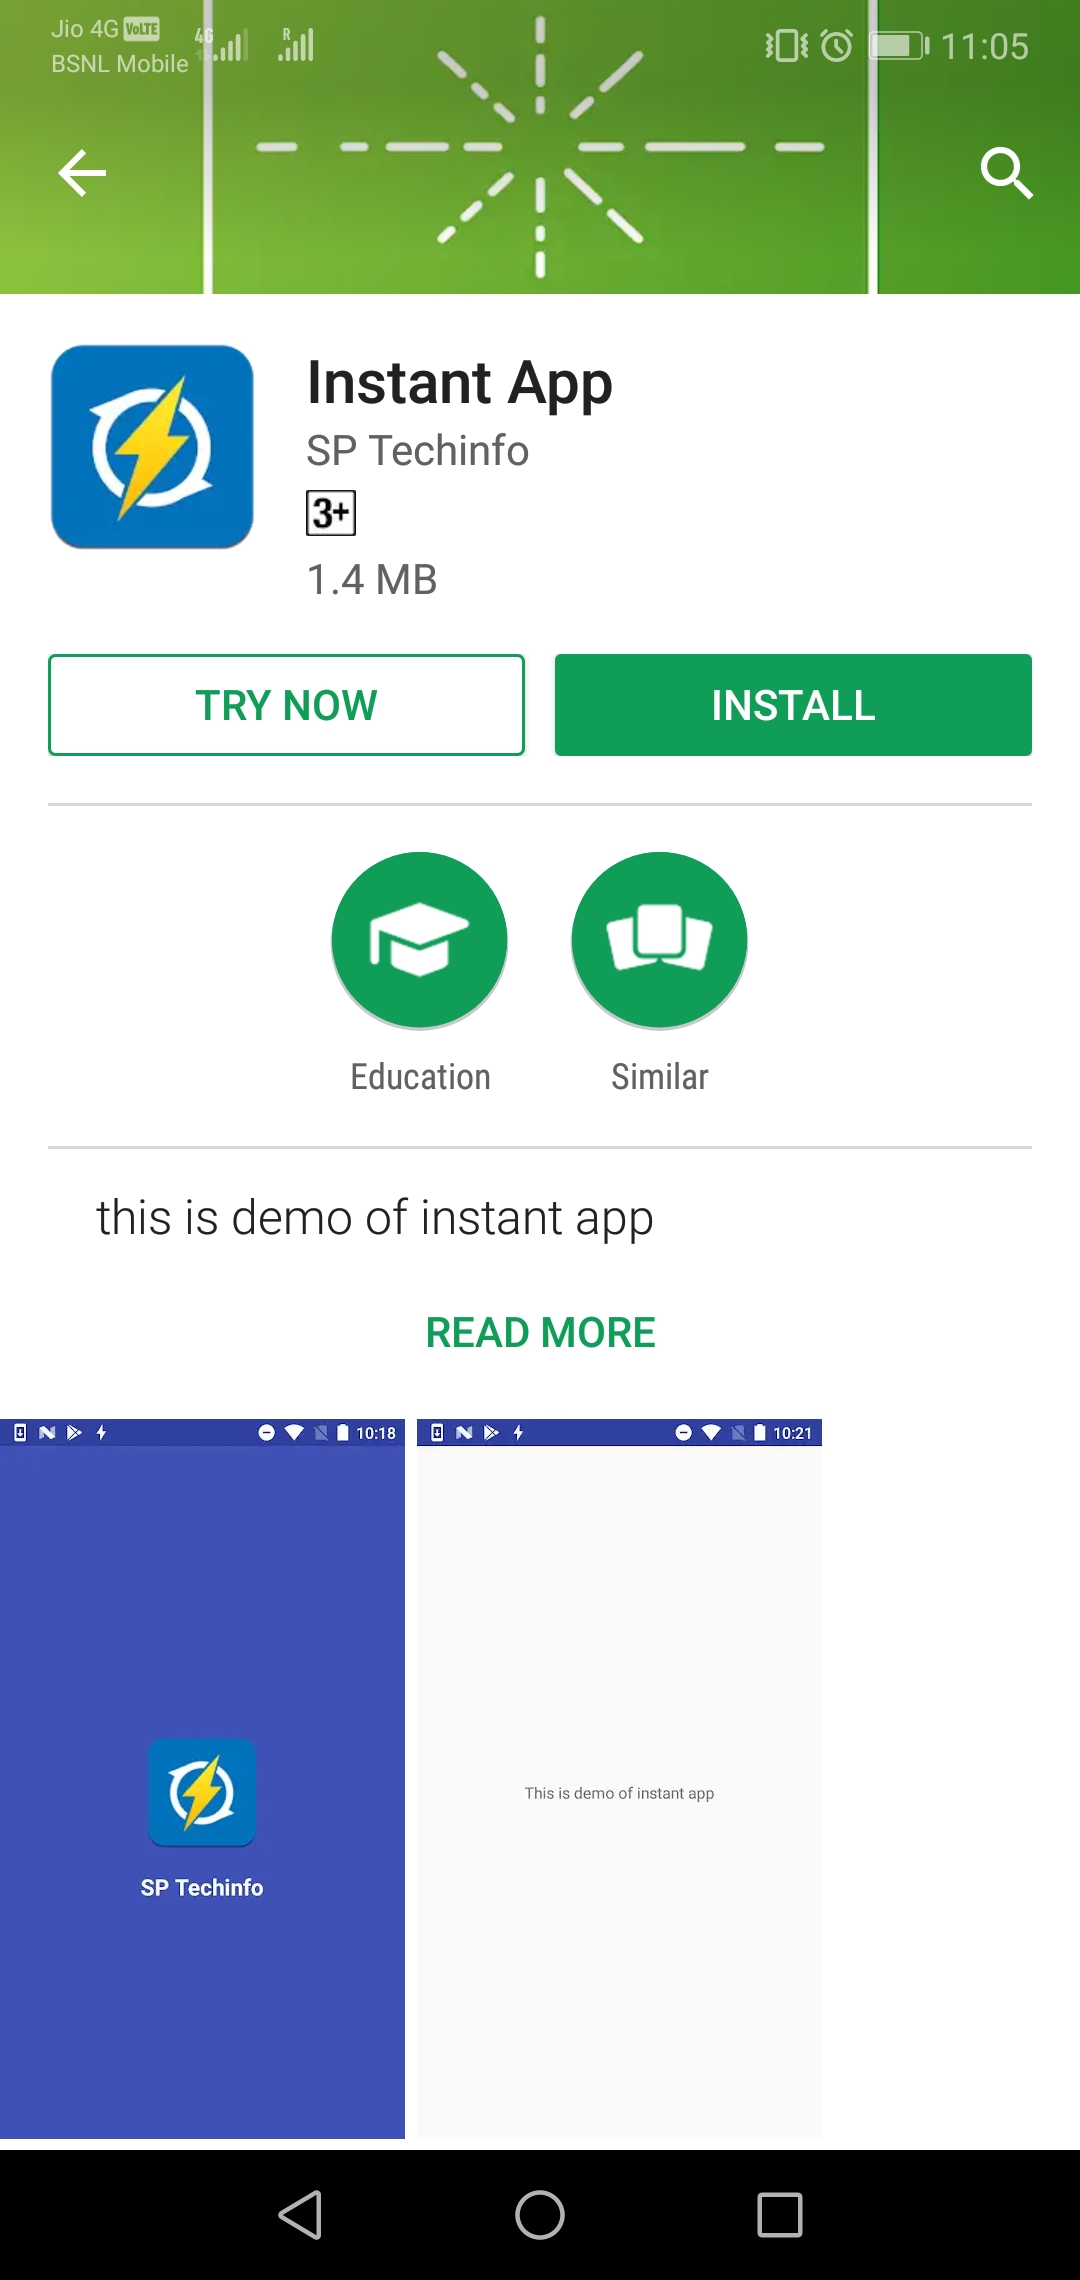 Jio 4G VoLTE
BSNL Mobile
4G
R
11:05
Instant App
SP Techinfo
3+
1.4 MB
TRY NOW
INSTALL
Education
Similar
this is demo of instant app
READ MORE
10:18
SP Techinfo
10:21
This is demo of instant app